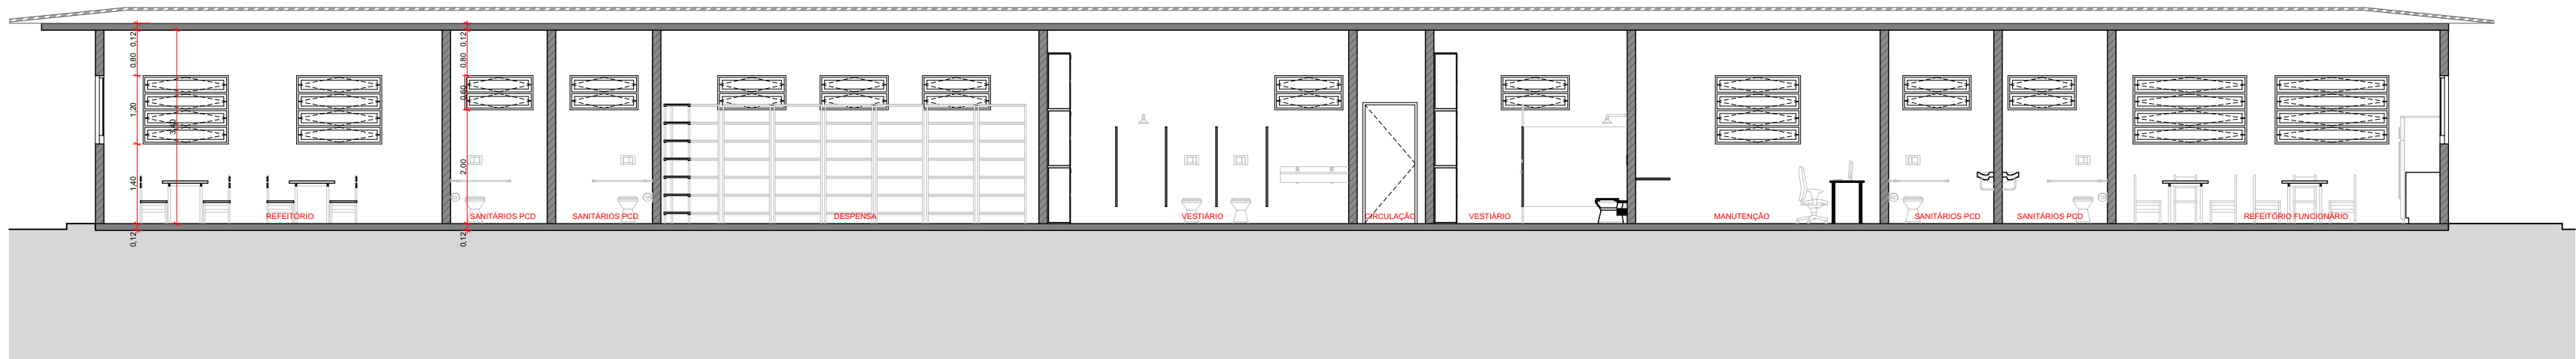 0,12
0,80
1,20
3,40
1,40
0,12
0,12
0,80
0,60
2,00
0,12
REFEITÓRIO
SANITÁRIOS PCD
SANITÁRIOS PCD
DESPENSA
VESTIÁRIO
CIRCULAÇÃO
VESTIÁRIO
MANUTENÇÃO
SANITÁRIOS PCD
SANITÁRIOS PCD
REFEITÓRIO FUNCIONÁRIO